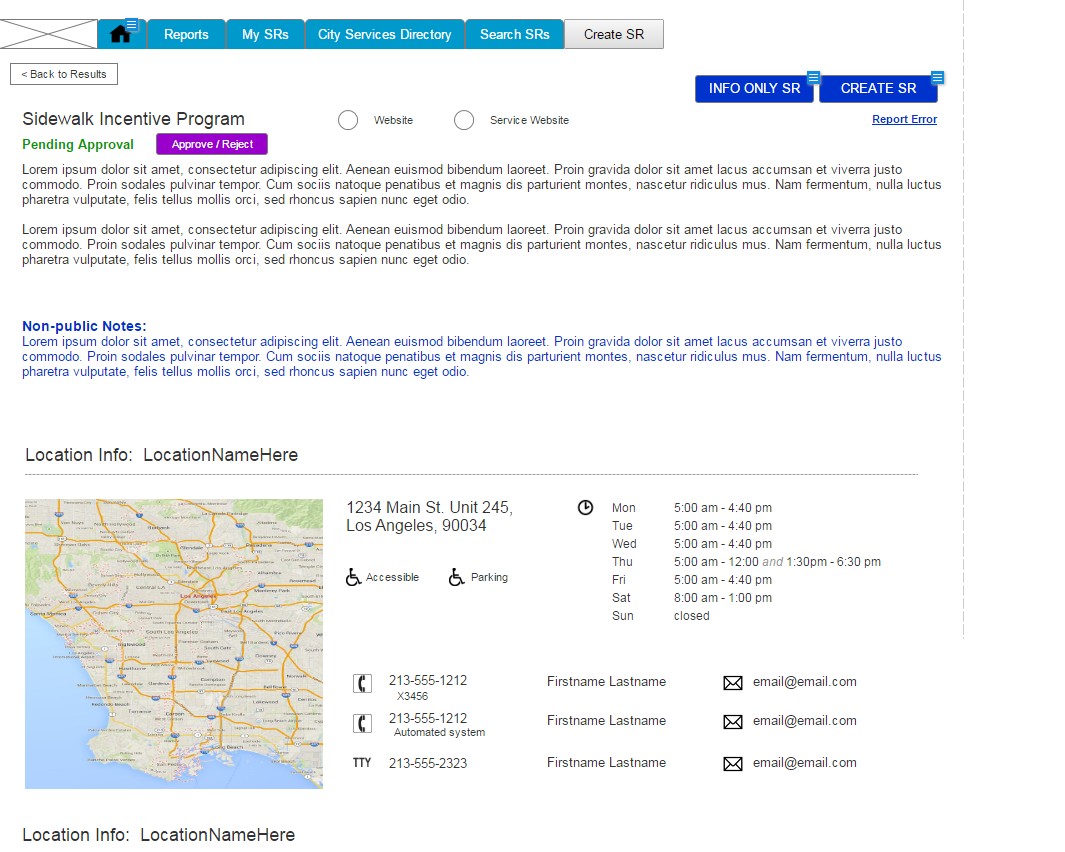 Reports
My SRs
City Services Directory
Search SRs
Create SR
< Back to Results
INFO ONLY SR
CREATE SR
Sidewalk Incentive Program
Website
Service Website
Report Error
Pending Approval
Approve / Reject
Lorem ipsum dolor sit amet, consectetur adipiscing elit. Aenean euismod bibendum laoreet. Proin gravida dolor sit amet lacus accumsan et viverra justo
commodo. Proin sodales pulvinar tempor. Cum sociis natoque penatibus et magnis dis parturient montes, nascetur ridiculus mus. Nam fermentum, nulla luctus
pharetra vulputate, felis tellus mollis orci, sed rhoncus sapien nunc eget odio.
Lorem ipsum dolor sit amet, consectetur adipiscing elit. Aenean euismod bibendum laoreet. Proin gravida dolor sit amet lacus accumsan et viverra justo
commodo. Proin sodales pulvinar tempor. Cum sociis natoque penatibus et magnis dis parturient montes, nascetur ridiculus mus. Nam fermentum, nulla luctus
pharetra vulputate, felis tellus mollis orci, sed rhoncus sapien nunc eget odio.
Non-public Notes:
Lorem ipsum dolor sit amet, consectetur adipiscing elit. Aenean euismod bibendum laoreet. Proin gravida dolor sit amet lacus accumsan et viverra justo
commodo. Proin sodales pulvinar tempor. Cum sociis natoque penatibus et magnis dis parturient montes, nascetur ridiculus mus. Nam fermentum, nulla luctus
pharetra vulputate, felis tellus mollis orci, sed rhoncus sapien nunc eget odio.
Location Info: LocationNameHere
Glendale
Burbank
Pasadena
Los Angeles
Santa Monica
Inglewood
Compton
Downey
Long Beach
1234 Main St. Unit 245,
Los Angeles, 90034
Accessible
Parking
Mon 5:00 am - 4:40 pm
Tue 5:00 am - 4:40 pm
Wed 5:00 am - 4:40 pm
Thu 5:00 am - 12:00 and 1:30pm - 6:30 pm
Fri 5:00 am - 4:40 pm
Sat 8:00 am - 1:00 pm
Sun closed
213-555-1212 Firstname Lastname email@email.com
X3456
213-555-1212 Firstname Lastname email@email.com
Automated system
TTY 213-555-2323 Firstname Lastname email@email.com
Location Info: LocationNameHere